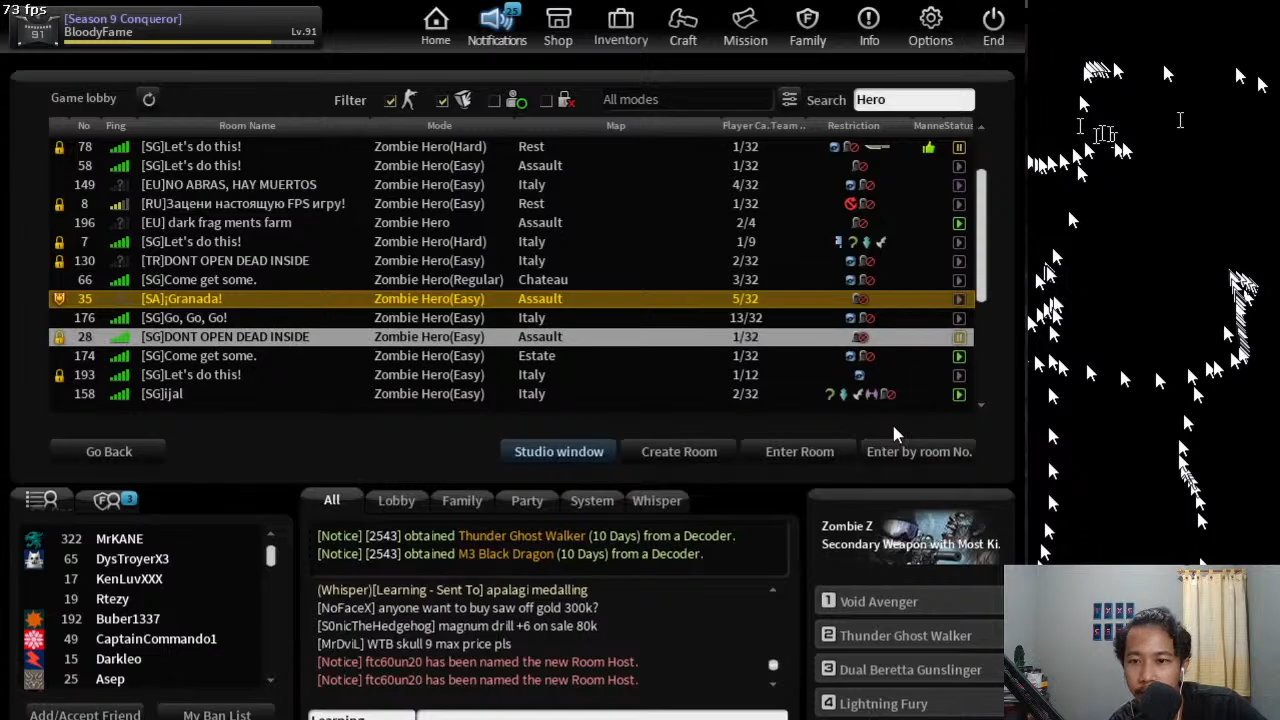 73 fps
[Season 9 Conqueror]
91 BloodyFame Lv.91
25
Home Notifications Shop Inventory Craft Mission Family Info Options End
Game lobby Filter All modes Search Hero
No Ping Room Name Mode Map Player Ca. Team .. Restriction Manne Status
78 [SG]Let's do this! Zombie Hero(Hard) Rest 1/32
58 [SG]Let's do this! Zombie Hero(Easy) Assault 1/32
149 [EU]NO ABRAS, HAY MUERTOS Zombie Hero(Easy) Italy 4/32
8 [RU]Зацени настоящую FPS игру! Zombie Hero(Easy) Rest 1/32
196 [EU] dark frag ments farm Zombie Hero Assault 2/4
7 [SG]Let's do this! Zombie Hero(Hard) Italy 1/9
130 [TR]DONT OPEN DEAD INSIDE Zombie Hero(Easy) Italy 2/32
66 [SG]Come get some. Zombie Hero(Regular) Chateau 3/32
35 [SA]¡Granada! Zombie Hero(Easy) Assault 5/32
176 [SG]Go, Go, Go! Zombie Hero(Easy) Italy 13/32
28 [SG]DONT OPEN DEAD INSIDE Zombie Hero(Easy) Assault 1/32
174 [SG]Come get some. Zombie Hero(Easy) Estate 1/32
193 [SG]Let's do this! Zombie Hero(Easy) Italy 1/12
158 [SG]ijal Zombie Hero(Easy) Italy 2/32
Go Back Studio window Create Room Enter Room Enter by room No.
3
All Lobby Family Party System Whisper
322 MrKANE
65 DysTroyerX3
17 KenLuvXXX
19 Rtezy
192 Buber1337
49 CaptainCommando1
15 Darkleo
25 Asep
Add/Accept Friend My Ban List
[Notice] [2543] obtained Thunder Ghost Walker (10 Days) from a Decoder.
[Notice] [2543] obtained M3 Black Dragon (10 Days) from a Decoder.
(Whisper)[Learning - Sent To] apalagi medalling
[NoFaceX] anyone want to buy saw off gold 300k?
[S0nicTheHedgehog] magnum drill +6 on sale 80k
[MrDviL] WTB skull 9 max price pls
[Notice] ftc60un20 has been named the new Room Host.
[Notice] ftc60un20 has been named the new Room Host.
Learning
Zombie Z
Secondary Weapon with Most Ki.
1 Void Avenger
2 Thunder Ghost Walker
3 Dual Beretta Gunslinger
4 Lightning Fury